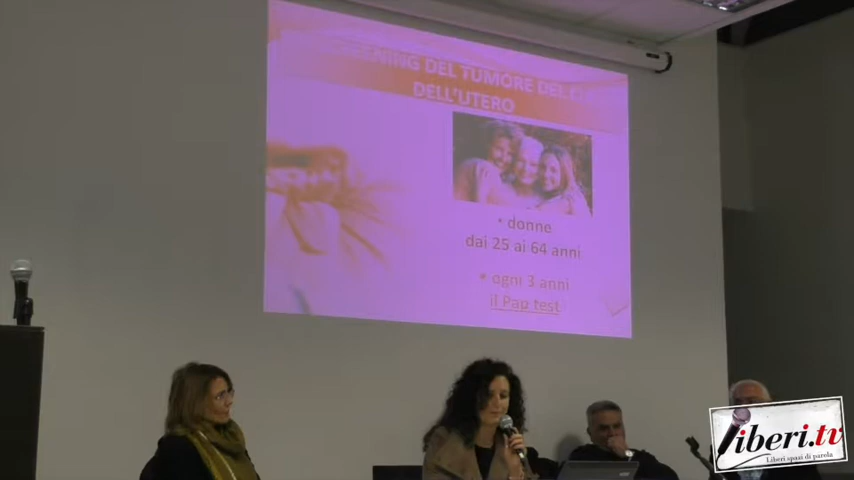 DEL TUMORE DEL
DELL'UTERO
• donne
dai 25 ai 64 anni
• ogni 3 anni
il Pap test
liberi.tv
Liberi spazi di parola